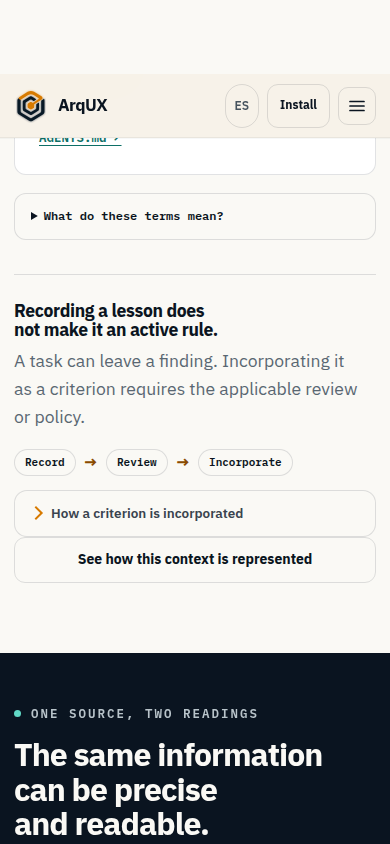 ArqUX
ES
Install
AGENTS.md
What do these terms mean?
Recording a lesson does
not make it an active rule.
A task can leave a finding. Incorporating it
as a criterion requires the applicable review
or policy.
Record → Review → Incorporate
How a criterion is incorporated
See how this context is represented
ONE SOURCE, TWO READINGS
The same information
can be precise
and readable.